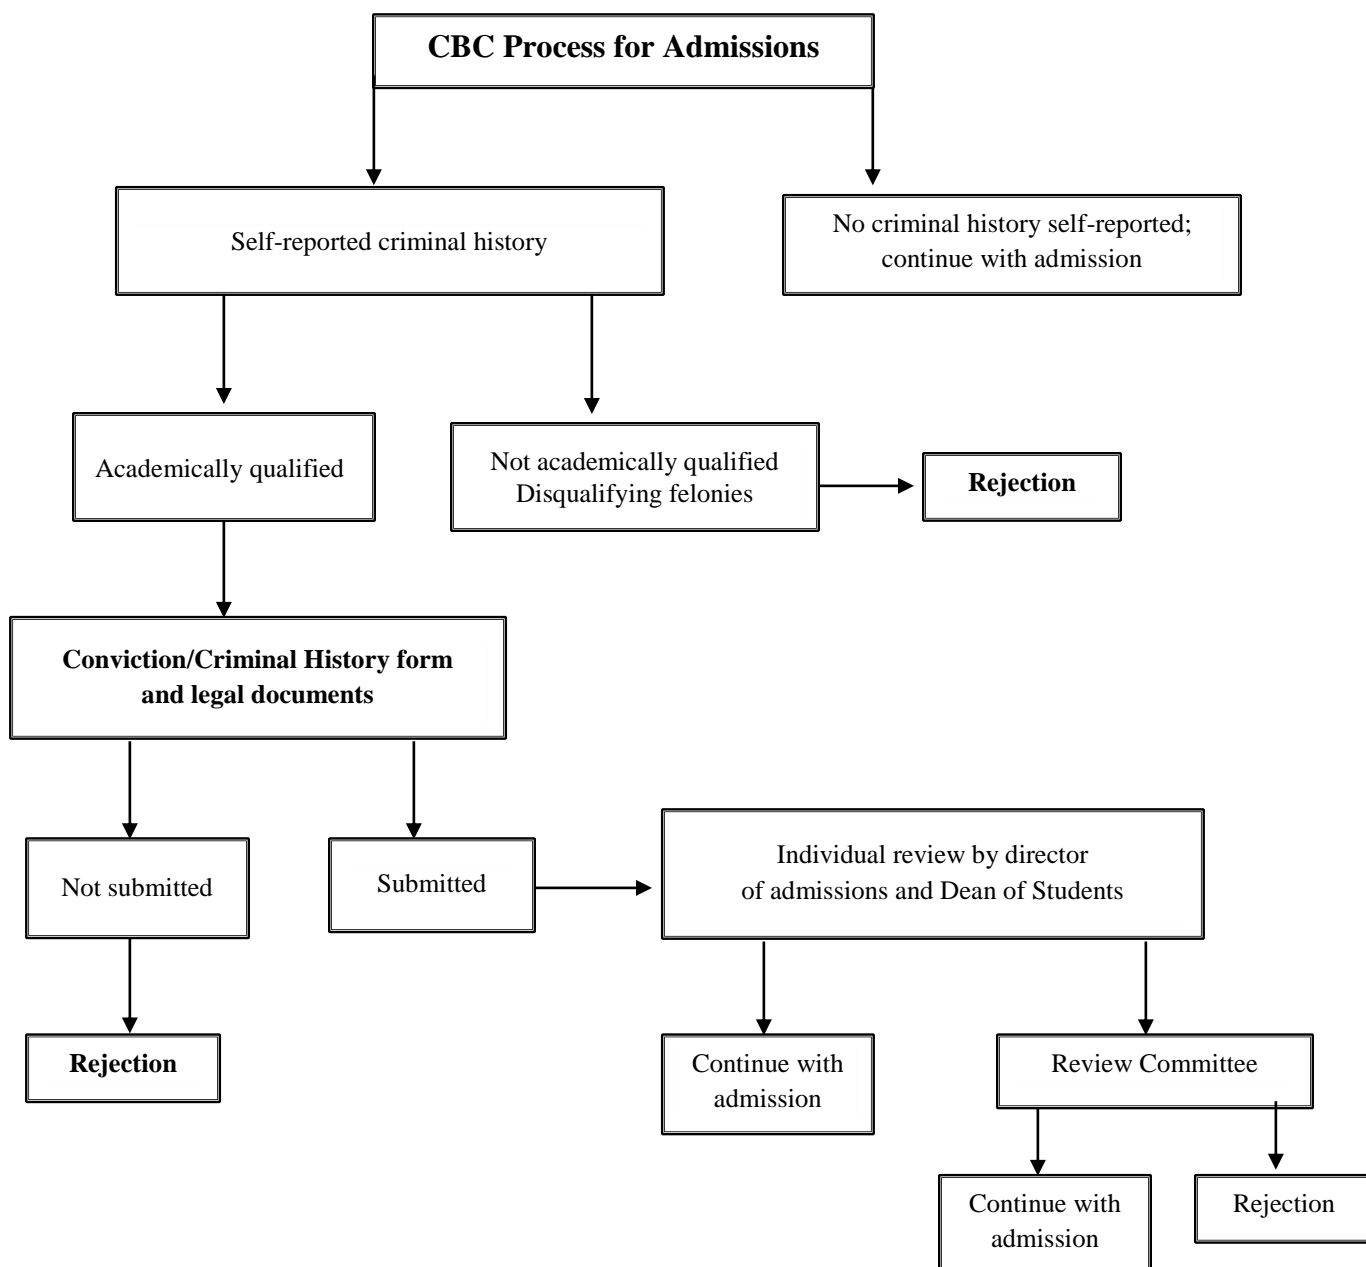 CBC Process for Admissions
Self-reported criminal history
No criminal history self-reported;
continue with admission
Academically qualified
Not academically qualified
Disqualifying felonies
Rejection
Conviction/Criminal History form
and legal documents
Not submitted
Submitted
Individual review by director
of admissions and Dean of Students
Rejection
Continue with
admission
Review Committee
Continue with
admission
Rejection